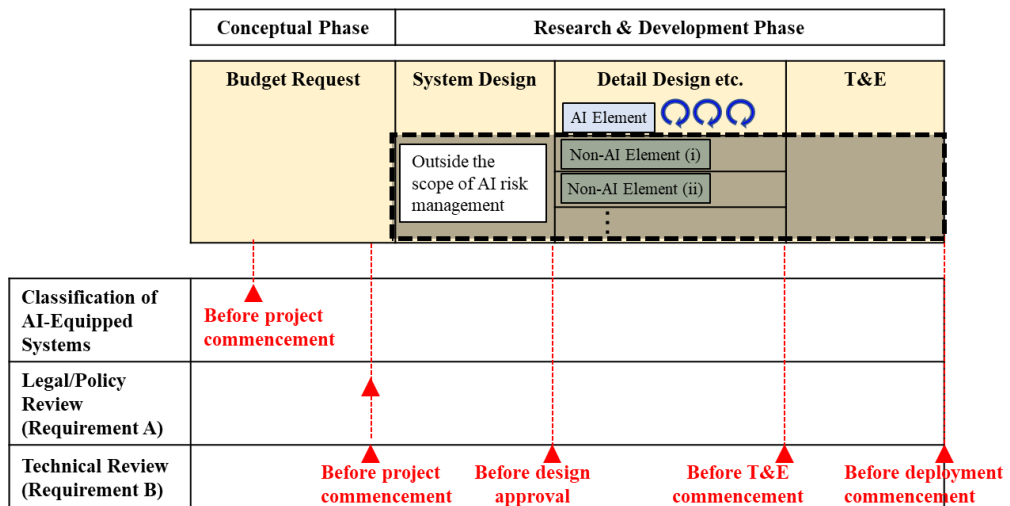 Conceptual Phase
Research & Development Phase
Budget Request
System Design
Detail Design etc.
T&E
AI Element
Non-AI Element (i)
Non-AI Element (ii)
⋮
Outside the
scope of AI risk
management
Classification of
AI-Equipped
Systems
Before project
commencement
Legal/Policy
Review
(Requirement A)
Technical Review
(Requirement B)
Before project
commencement
Before design
approval
Before T&E
commencement
Before deployment
commencement